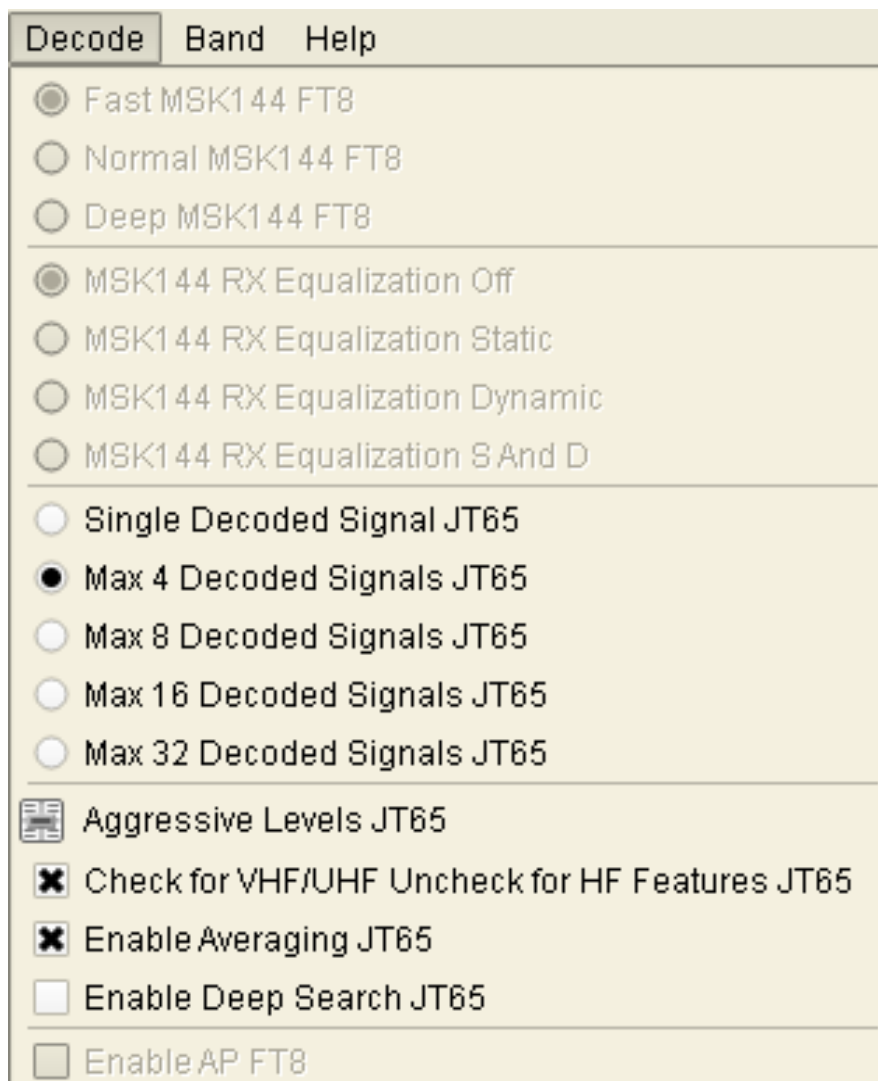 Decode Band Help
Fast MSK144 FT8
Normal MSK144 FT8
Deep MSK144 FT8
MSK144 RX Equalization Off
MSK144 RX Equalization Static
MSK144 RX Equalization Dynamic
MSK144 RX Equalization S And D
Single Decoded Signal JT65
Max 4 Decoded Signals JT65
Max 8 Decoded Signals JT65
Max 16 Decoded Signals JT65
Max 32 Decoded Signals JT65
Aggressive Levels JT65
Check for VHF/UHF Uncheck for HF Features JT65
Enable Averaging JT65
Enable Deep Search JT65
Enable AP FT8